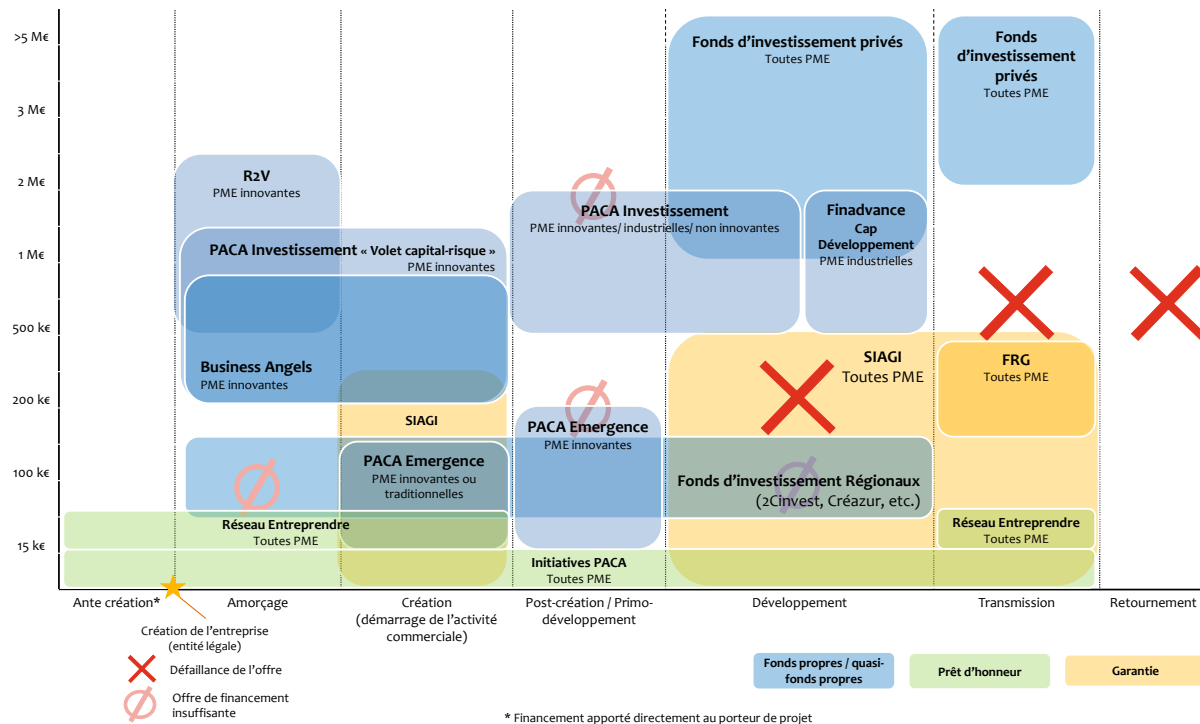 >5 M€
3 M€
2 M€
1 M€
500 k€
200 k€
100 k€
15 k€
Fonds d'investissement privés
Toutes PME
Fonds
d'investissement
privés
Toutes PME
R2V
PME innovantes
PACA Investissement « Volet capital-risque »
PME innovantes
PACA Investissement
PME innovantes/ industrielles/ non innovantes
Finadvance
Cap
Développement
PME industrielles
Business Angels
PME innovantes
SIAGI
Toutes PME
FRG
Toutes PME
SIAGI
PACA Emergence
PME innovantes ou
traditionnelles
PACA Emergence
PME innovantes
Fonds d'investissement Régionaux
(2Cinvest, Créazur, etc.)
Réseau Entreprendre
Toutes PME
Réseau Entreprendre
Toutes PME
Initiatives PACA
Toutes PME
Ante création*
Amorçage
Création
(démarrage de l'activité
commerciale)
Post-création / Primo-
développement
Développement
Transmission
Retournement
Création de l'entreprise
(entité légale)
Défaillance de l'offre
Offre de financement
insuffisante
Fonds propres / quasi-
fonds propres
Prêt d'honneur
Garantie
* Financement apporté directement au porteur de projet